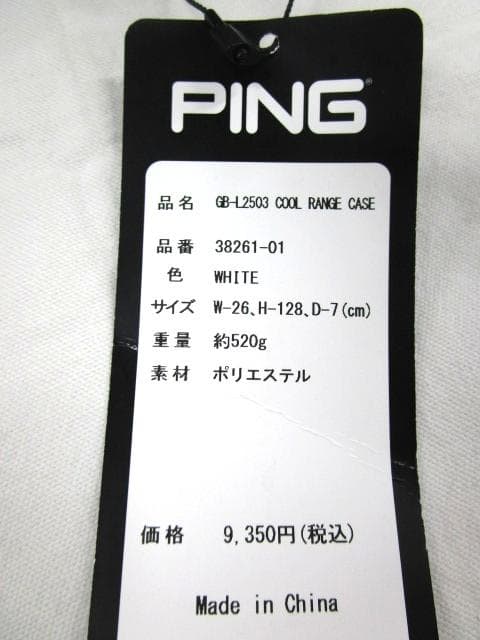 PING
品名 GB-L2503 COOL RANGE CASE
品番 38261-01
色 WHITE
サイズ W-26、H-128、D-7(cm)
重量 約520g
素材 ポリエステル
価格 9,350円(税込)
Made in China